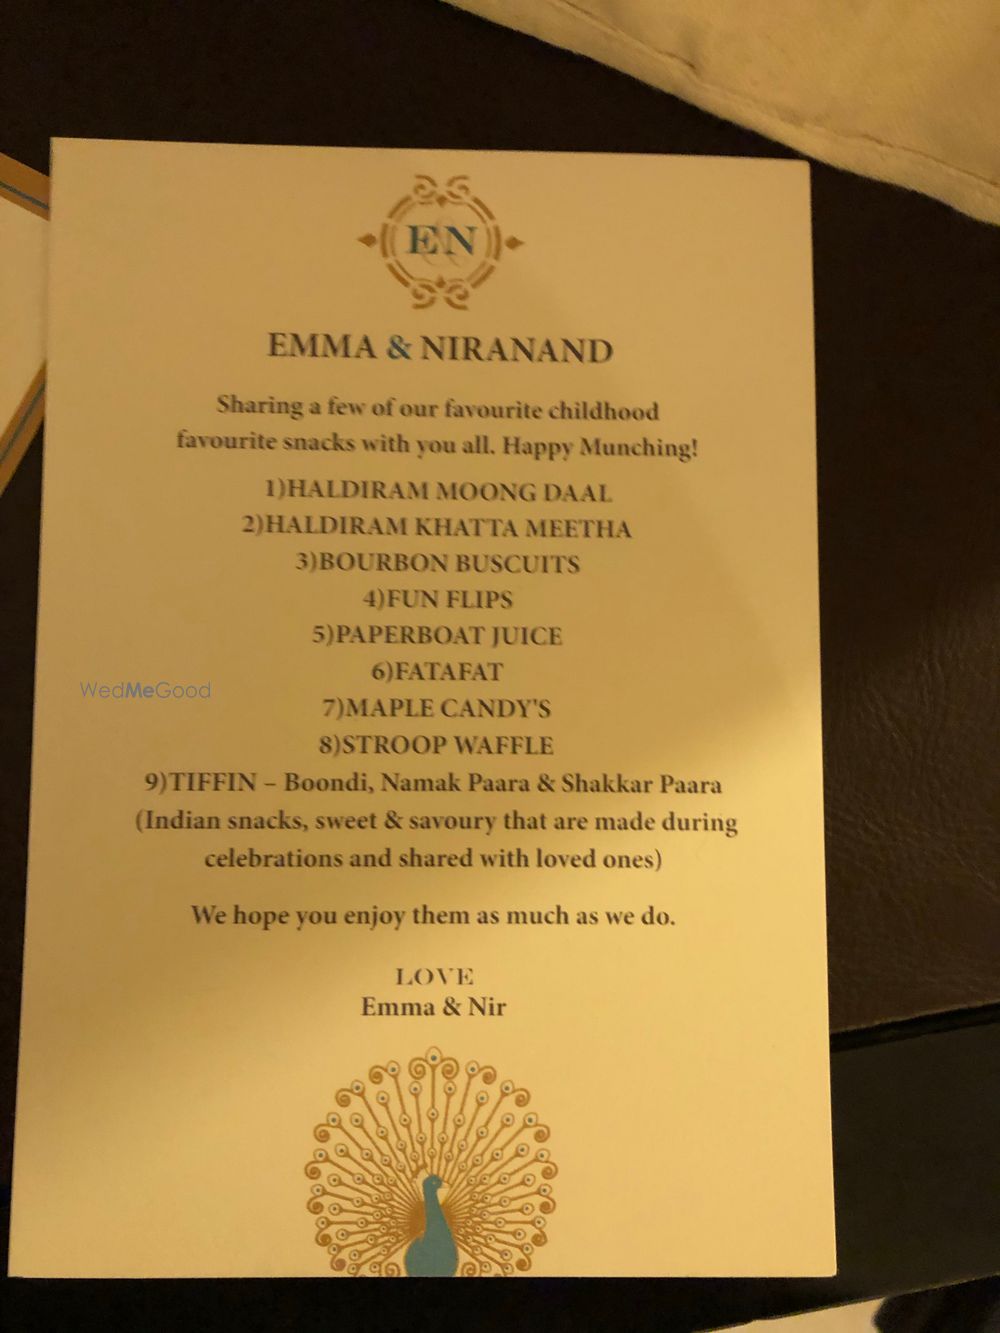 EN
EMMA & NIRANAND
Sharing a few of our favourite childhood
favourite snacks with you all. Happy Munching!
1)HALDIRAM MOONG DAAL
2)HALDIRAM KHATTA MEETHA
3)BOURBON BUSCUITS
4)FUN FLIPS
5)PAPERBOAT JUICE
6)FATAFAT
WedMeGood
7)MAPLE CANDY'S
8)STROOP WAFFLE
9)TIFFIN – Boondi, Namak Paara & Shakkar Paara
(Indian snacks, sweet & savoury that are made during
celebrations and shared with loved ones)
We hope you enjoy them as much as we do.
LOVE
Emma & Nir